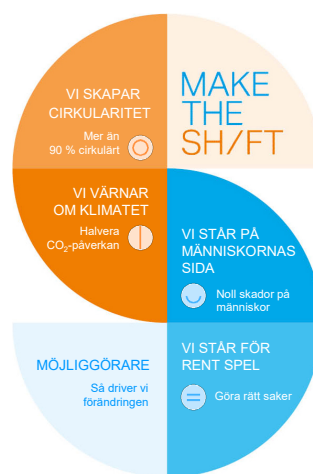 VI SKAPAR
CIRKULARITET
Mer än
90 % cirkulärt
MAKE
THE
SH/FT
VI VÄRNAR
OM KLIMATET
Halvera
CO₂-påverkan
VI STÅR PÅ
MÄNNISKORNAS
SIDA
Noll skador på
människor
MÖJLIGGÖRARE
Så driver vi
förändringen
VI STÅR FÖR
RENT SPEL
Göra rätt saker